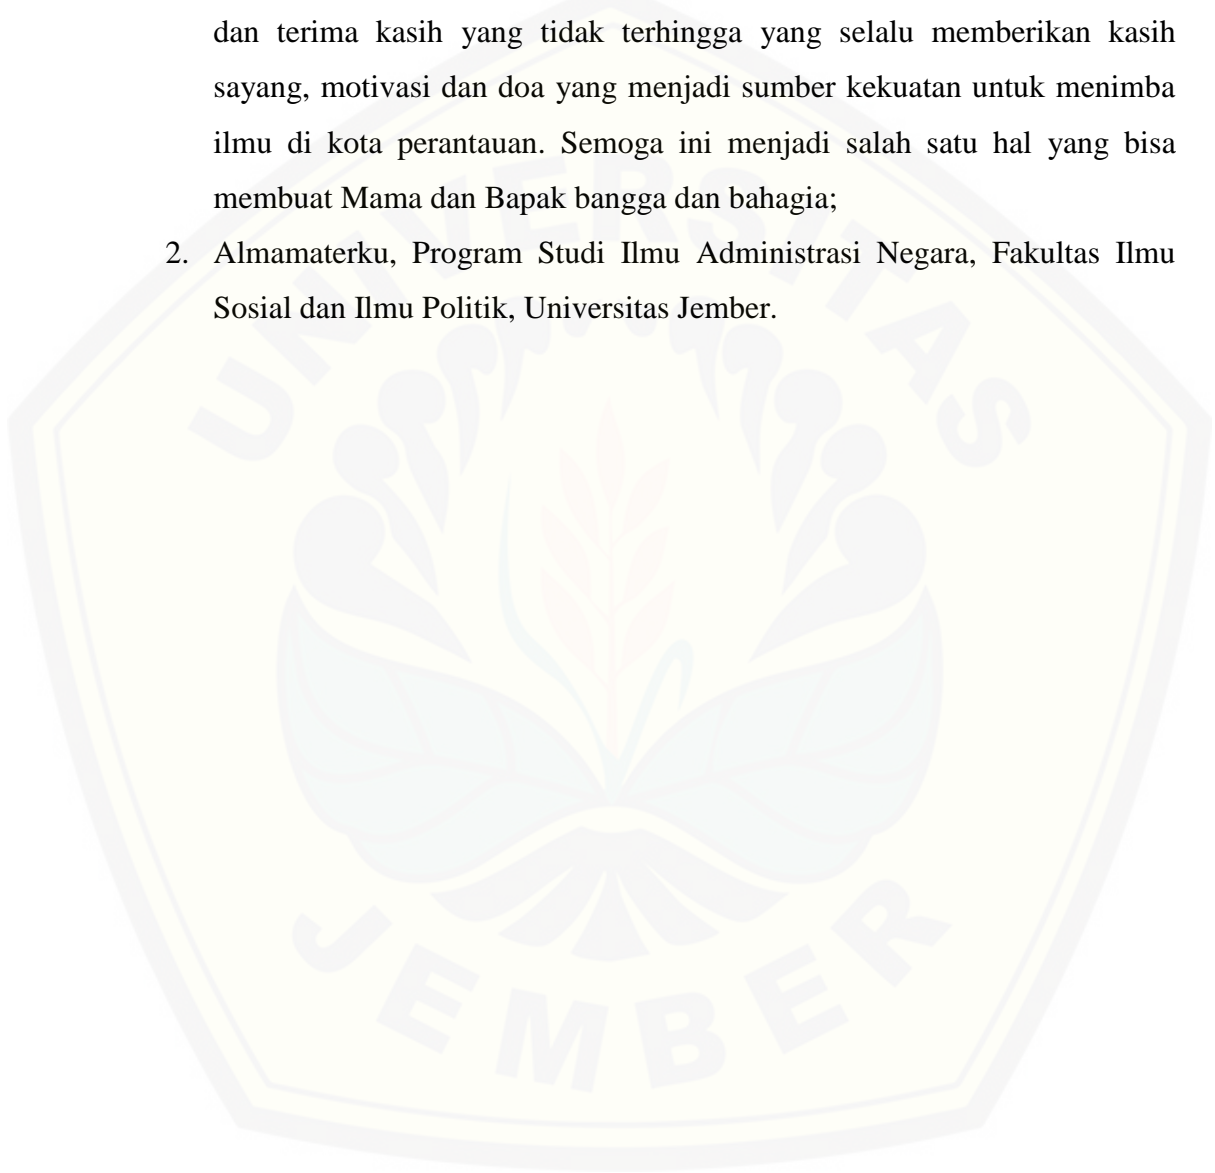 dan terima kasih yang tidak terhingga yang selalu memberikan kasih
sayang, motivasi dan doa yang menjadi sumber kekuatan untuk menimba
ilmu di kota perantauan. Semoga ini menjadi salah satu hal yang bisa
membuat Mama dan Bapak bangga dan bahagia;
2. Almamaterku, Program Studi Ilmu Administrasi Negara, Fakultas Ilmu
Sosial dan Ilmu Politik, Universitas Jember.
UNIVERSITAS
JEMBER